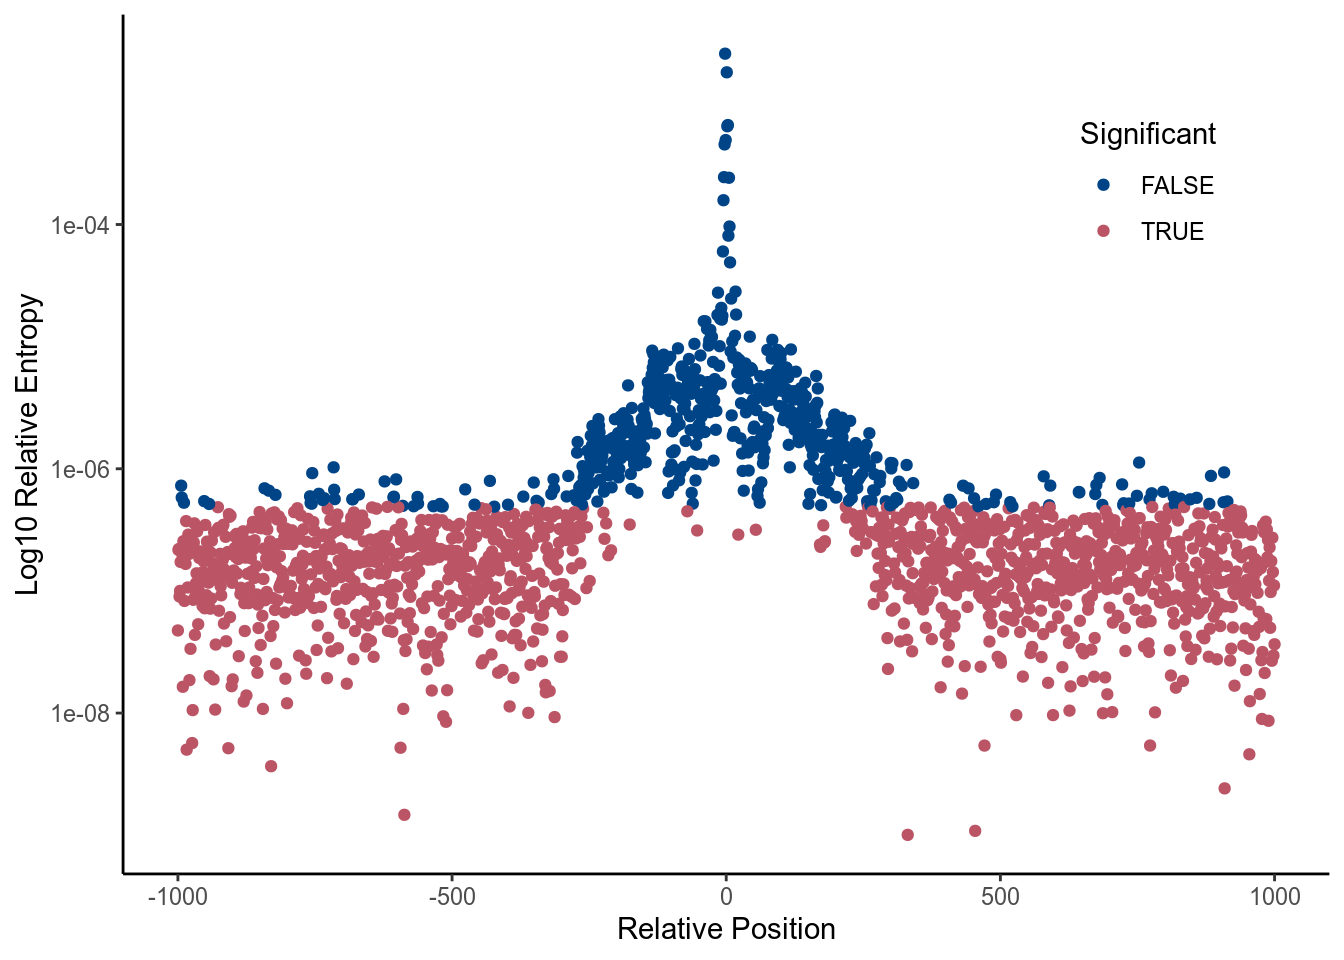 Significant
FALSE
TRUE
1e-04
1e-06
1e-08
Log10 Relative Entropy
-1000
-500
0
500
1000
Relative Position